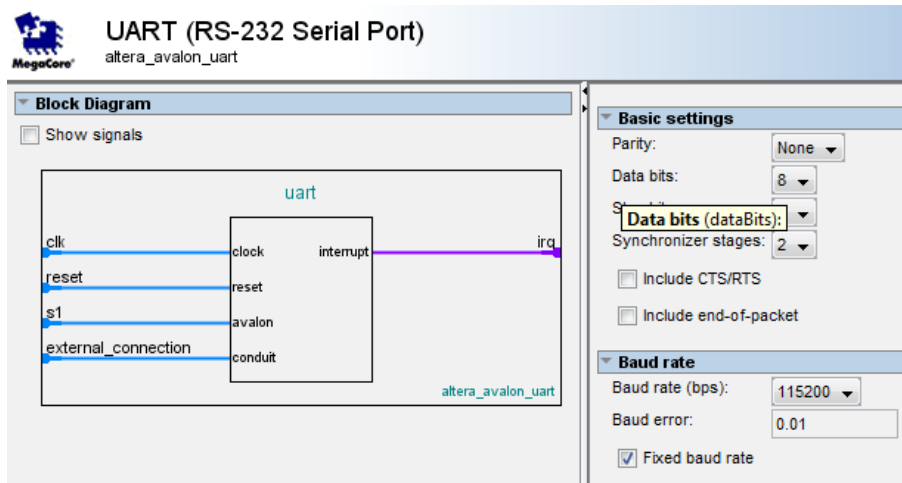 MegaCore'
UART (RS-232 Serial Port)
altera_avalon_uart
Block Diagram
Show signals
uart
clk
clock
interrupt
irq
reset
reset
s1
avalon
external_connection
conduit
altera_avalon_uart
Basic settings
Parity: None
Data bits: 8
Data bits (dataBits):
Synchronizer stages: 2
Include CTS/RTS
Include end-of-packet
Baud rate
Baud rate (bps): 115200
Baud error: 0.01
Fixed baud rate